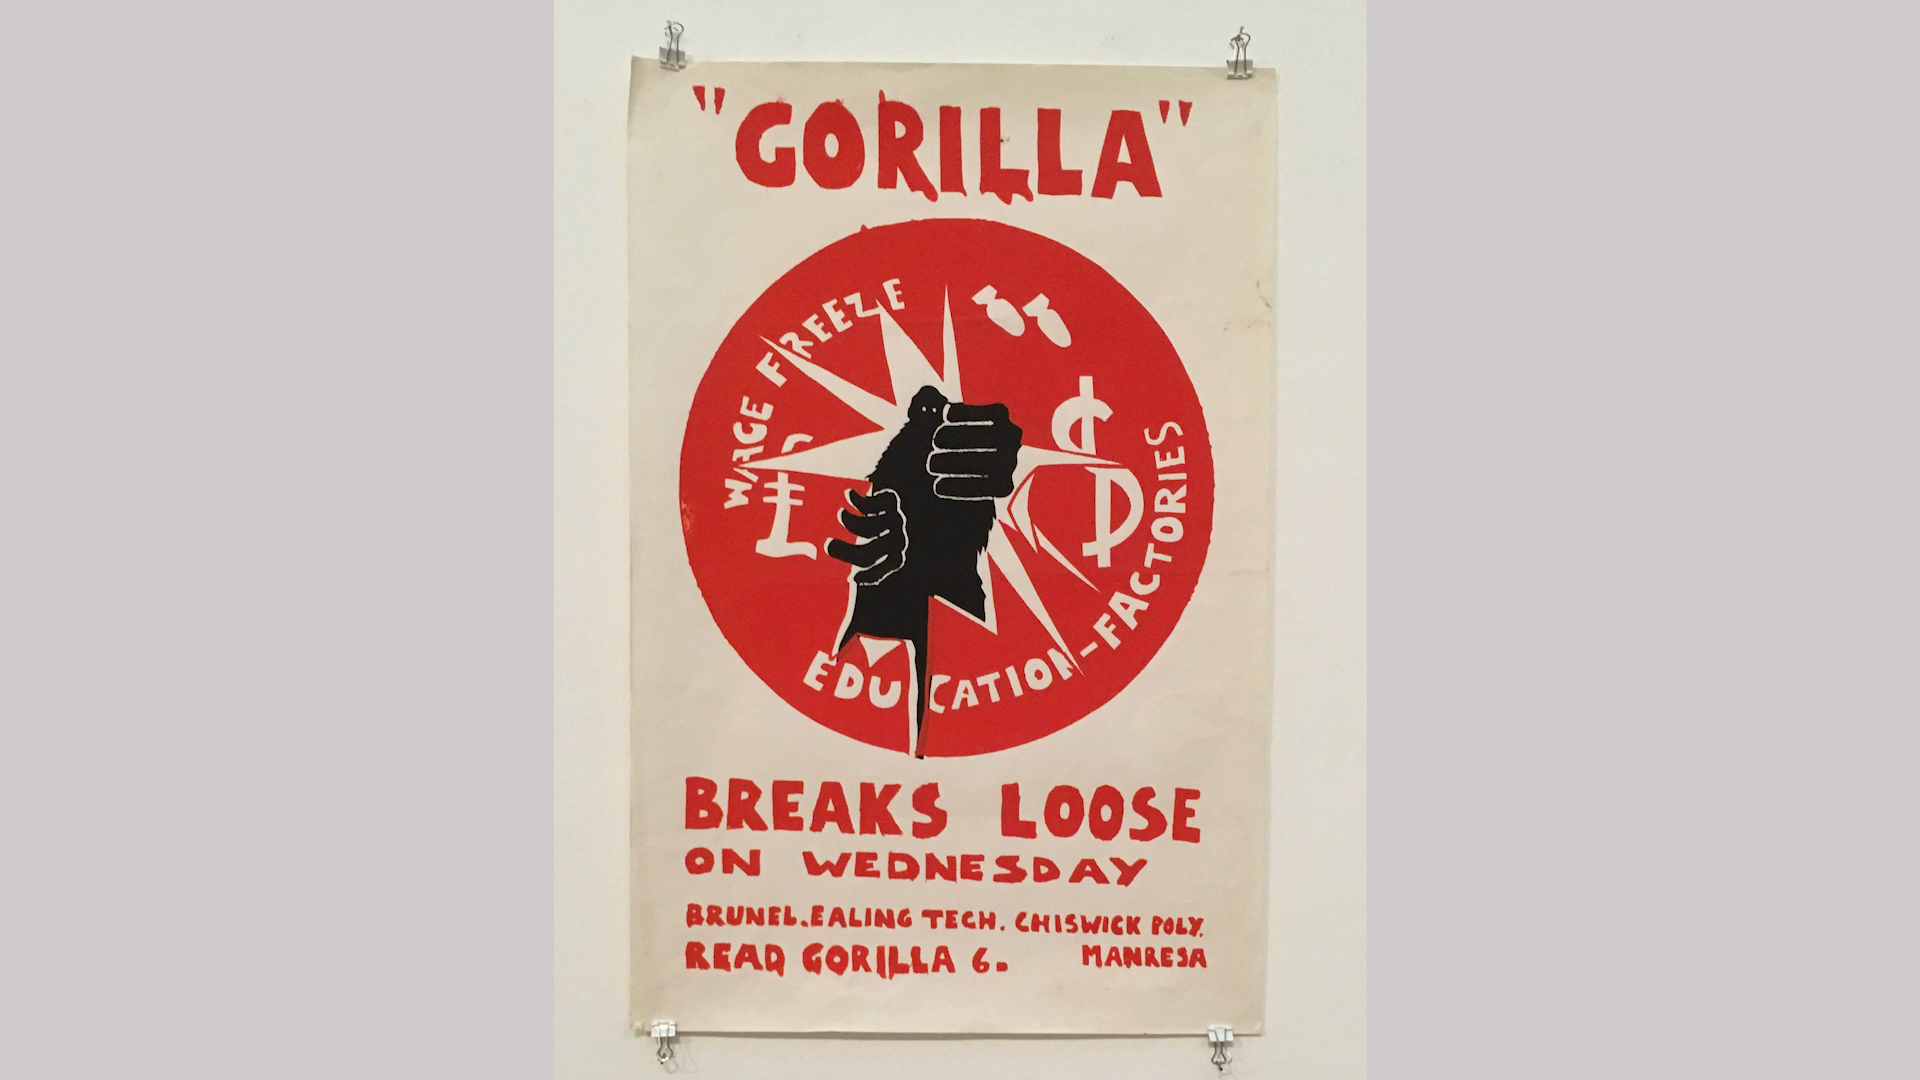 "GORILLA"
WAGE FREEZE
£
$
EDUCATION-FACTORIES
BREAKS LOOSE
ON WEDNESDAY
BRUNEL.EALING TECH. CHISWICK POLY.
READ GORILLA 6. MANRESA